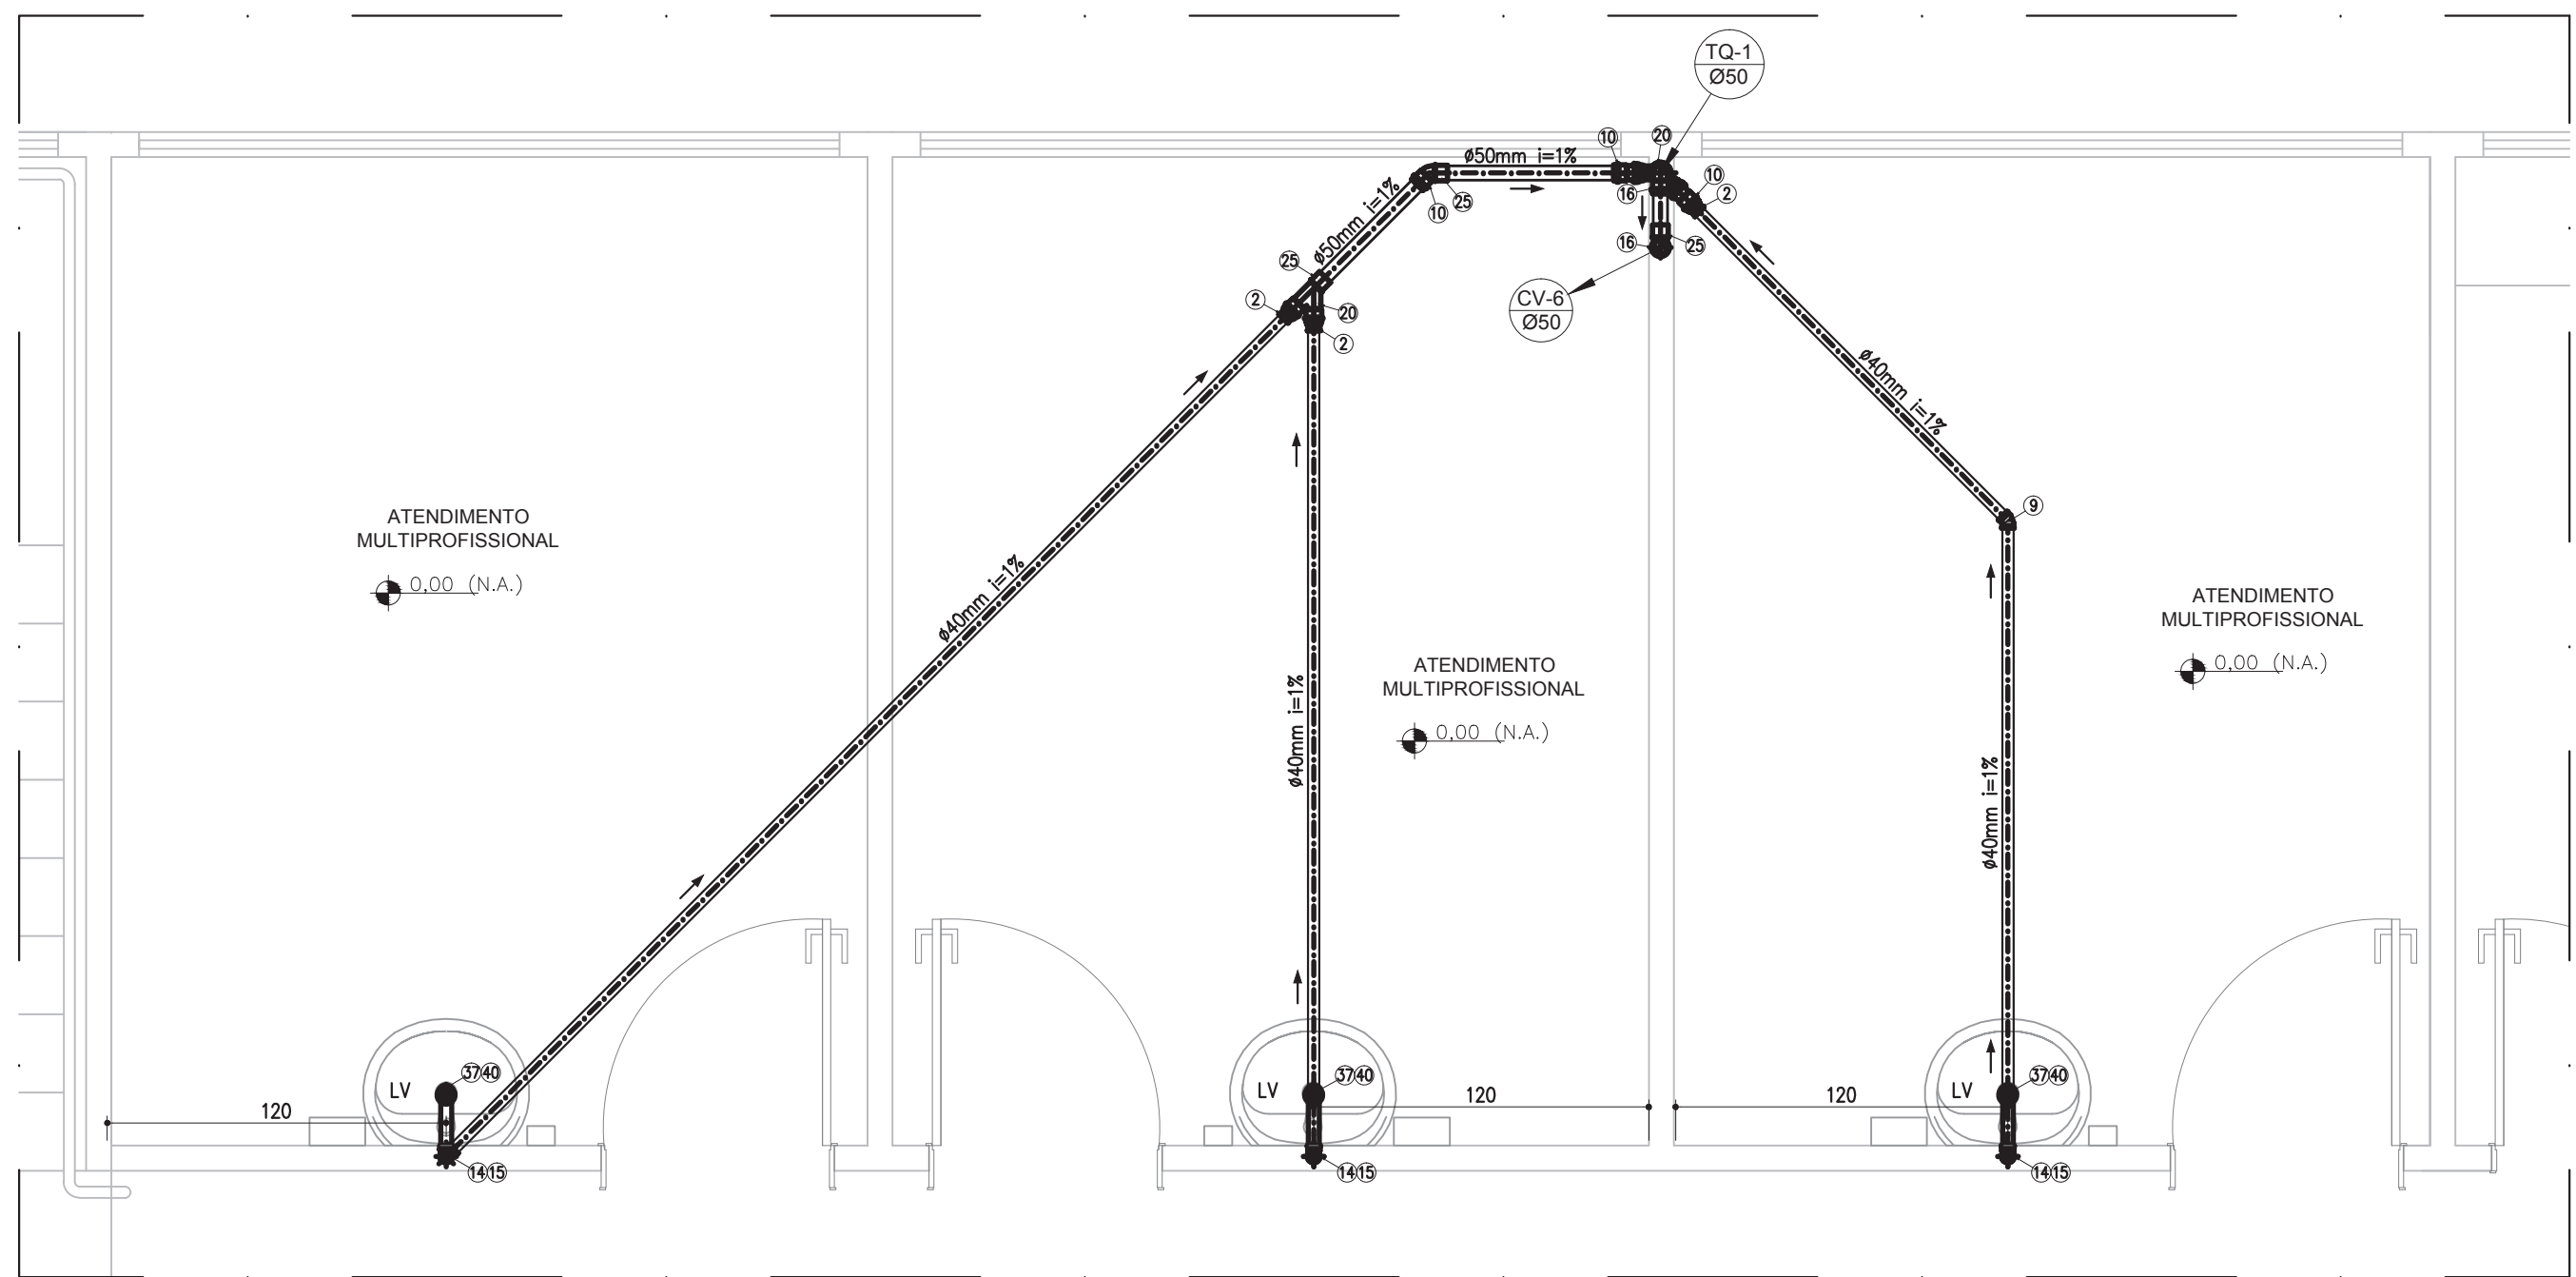 TQ-1
Ø50
10
20
ø50mm i=1%
16
10
2
ø50mm i=1%
10
25
16
25
25
CV-6
Ø50
2
20
2
ø40mm i=1%
9
ATENDIMENTO
MULTIPROFISSIONAL
0,00 (N.A.)
ø40mm i=1%
ATENDIMENTO
MULTIPROFISSIONAL
0,00 (N.A.)
ATENDIMENTO
MULTIPROFISSIONAL
0,00 (N.A.)
ø40mm i=1%
ø40mm i=1%
LV
37 40
LV
37 40
LV
37 40
120
120
120
14 15
14 15
14 15